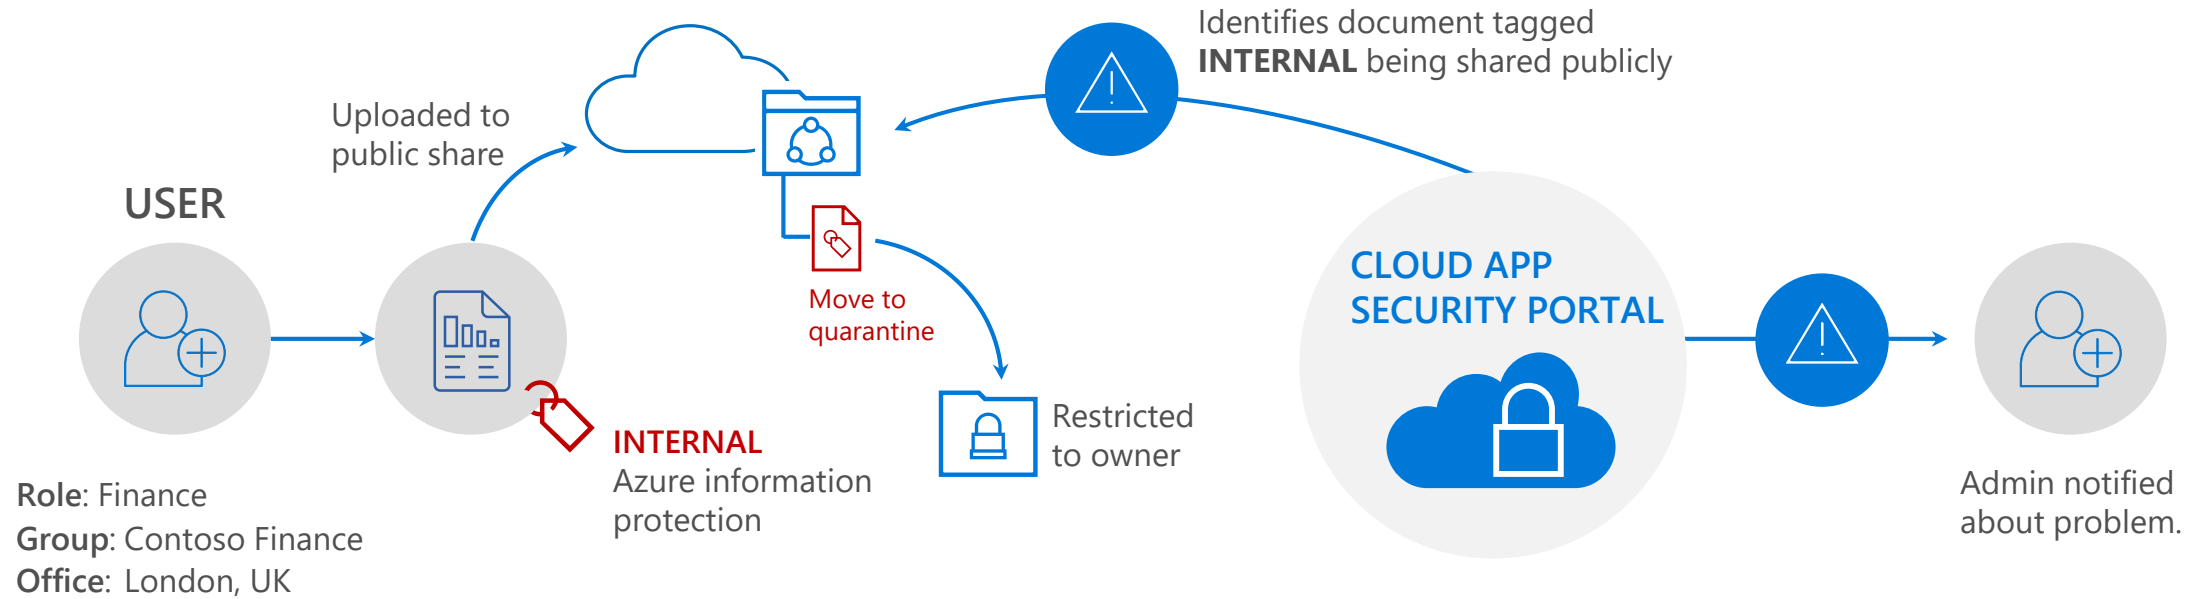 USER
Role: Finance
Group: Contoso Finance
Office: London, UK
Uploaded to
public share
INTERNAL
Azure information
protection
Move to
quarantine
Restricted
to owner
Identifies document tagged
INTERNAL being shared publicly
CLOUD APP
SECURITY PORTAL
Admin notified
about problem.